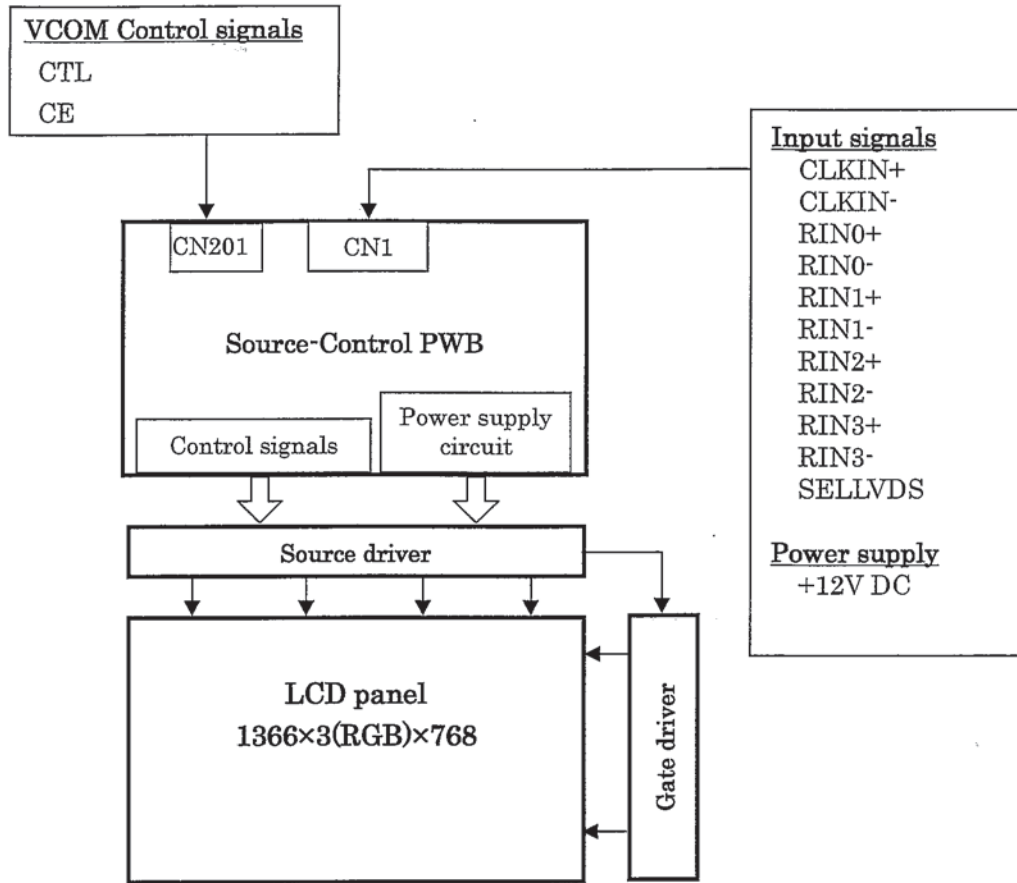 VCOM Control signals
CTL
CE
Input signals
CLKIN+
CLKIN-
RIN0+
RIN0-
RIN1+
RIN1-
RIN2+
RIN2-
RIN3+
RIN3-
SELLVDS
Power supply
+12V DC
CN201
CN1
Source-Control PWB
Control signals
Power supply
circuit
Source driver
LCD panel
1366×3(RGB)×768
Gate driver